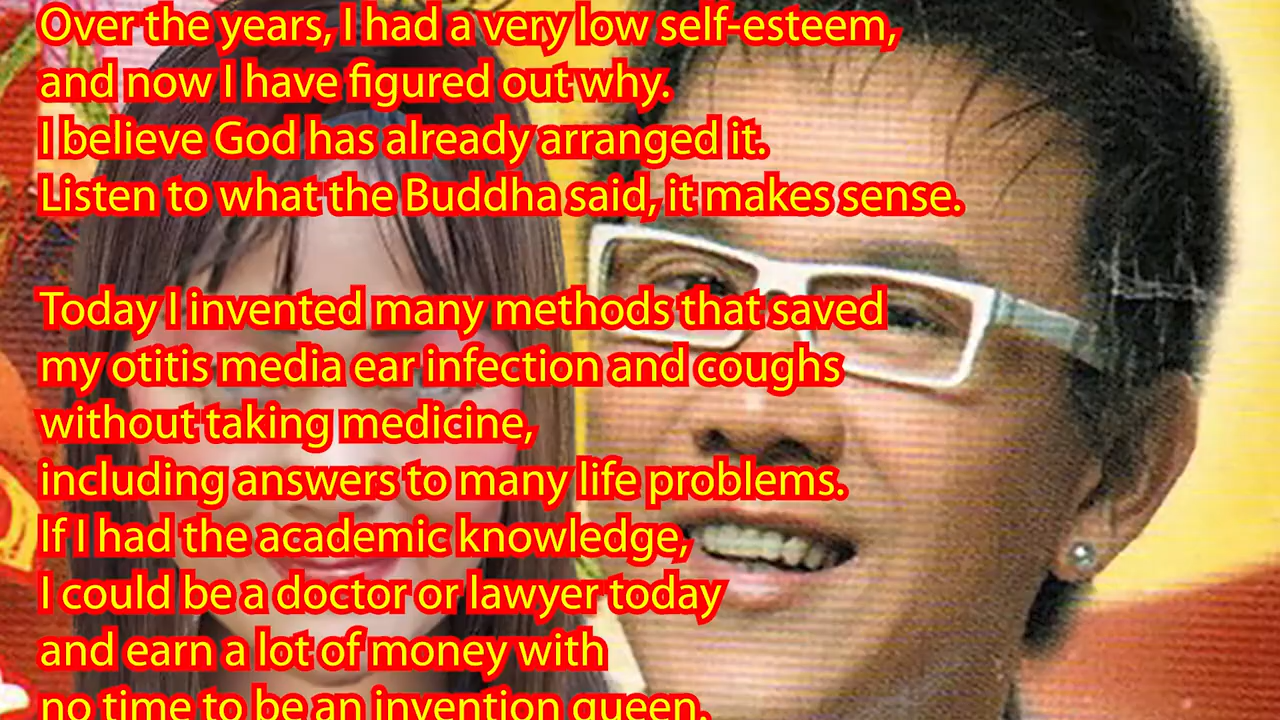 Over the years, I had a very low self-esteem,
and now I have figured out why.
I believe God has already arranged it.
Listen to what the Buddha said, it makes sense.
Today I invented many methods that saved
my otitis media ear infection and coughs
without taking medicine,
including answers to many life problems.
If I had the academic knowledge,
I could be a doctor or lawyer today
and earn a lot of money with
no time to be an invention queen.